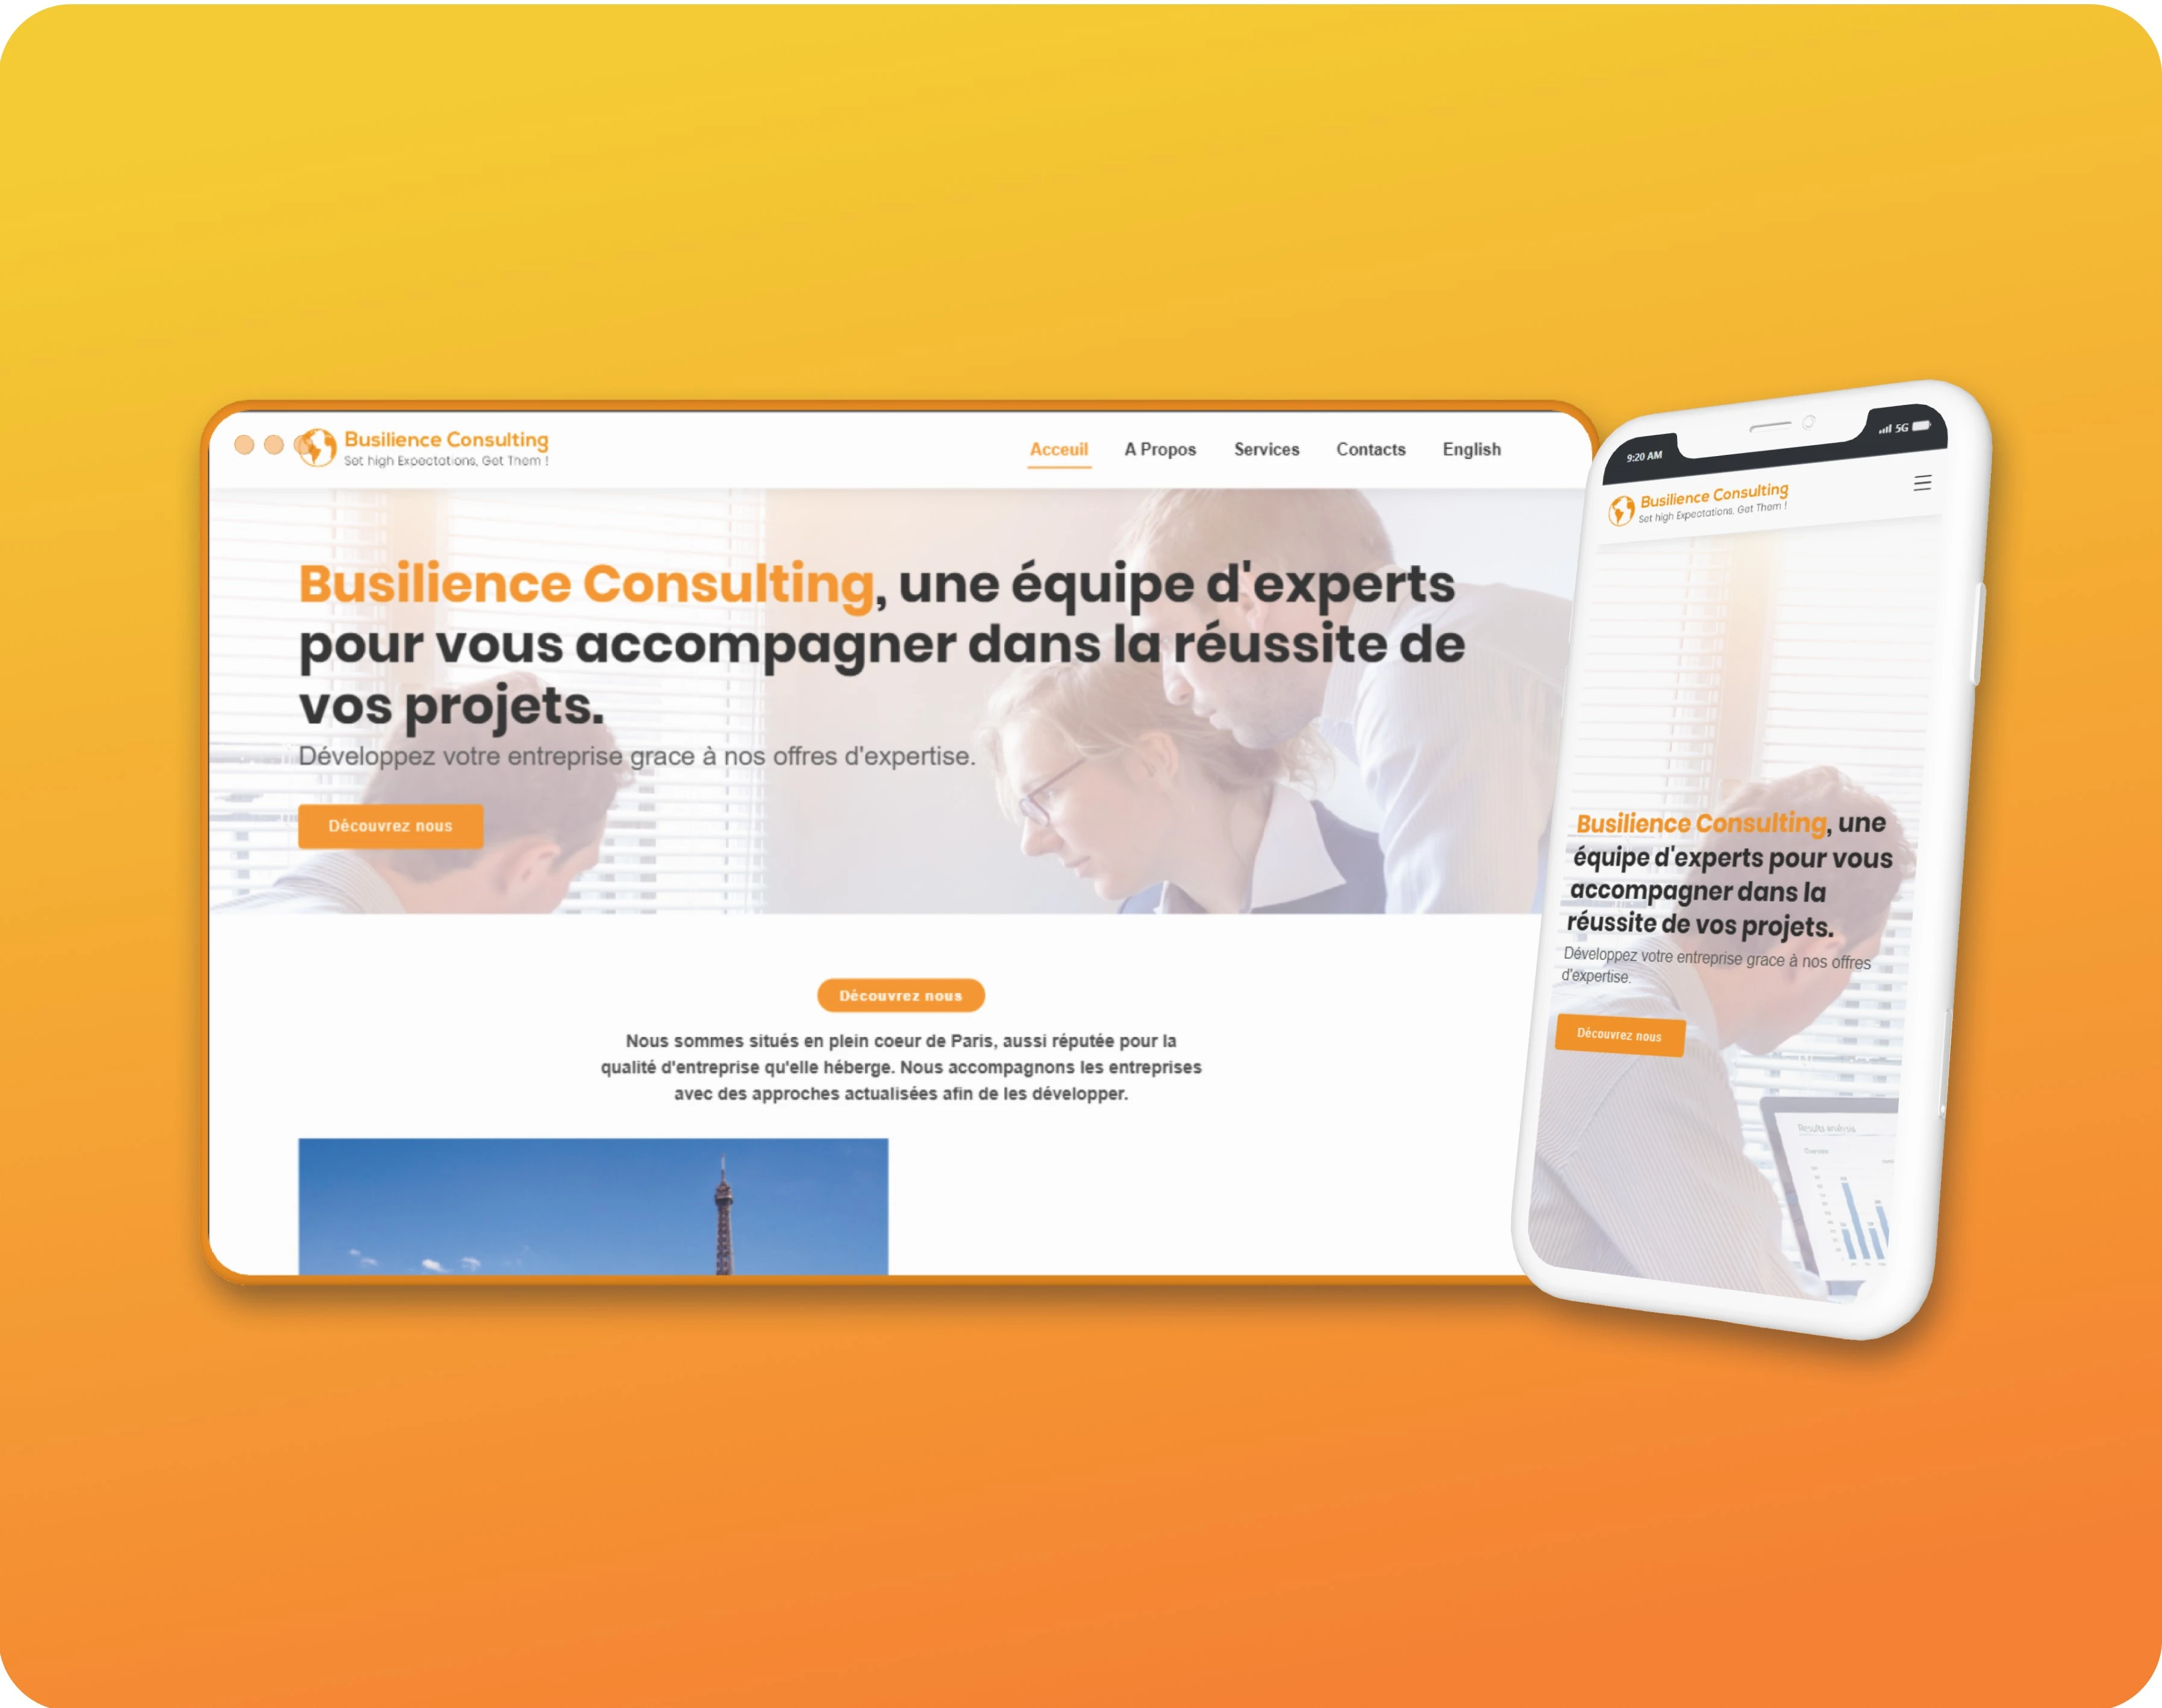 Busilience Consulting
Set high Expectations, Get Them !
Acceuil A Propos Services Contacts English
Busilience Consulting, une équipe d'experts
pour vous accompagner dans la réussite de
vos projets.
Développez votre entreprise grace à nos offres d'expertise.
Découvrez nous
Découvrez nous
Nous sommes situés en plein coeur de Paris, aussi réputée pour la
qualité d'entreprise qu'elle héberge. Nous accompagnons les entreprises
avec des approches actualisées afin de les développer.
9:20 AM
5G
Busilience Consulting
Set high Expectations, Get Them !
Busilience Consulting, une
équipe d'experts pour vous
accompagner dans la
réussite de vos projets.
Développez votre entreprise grace à nos offres
d'expertise.
Découvrez nous
Results analysis
Overview